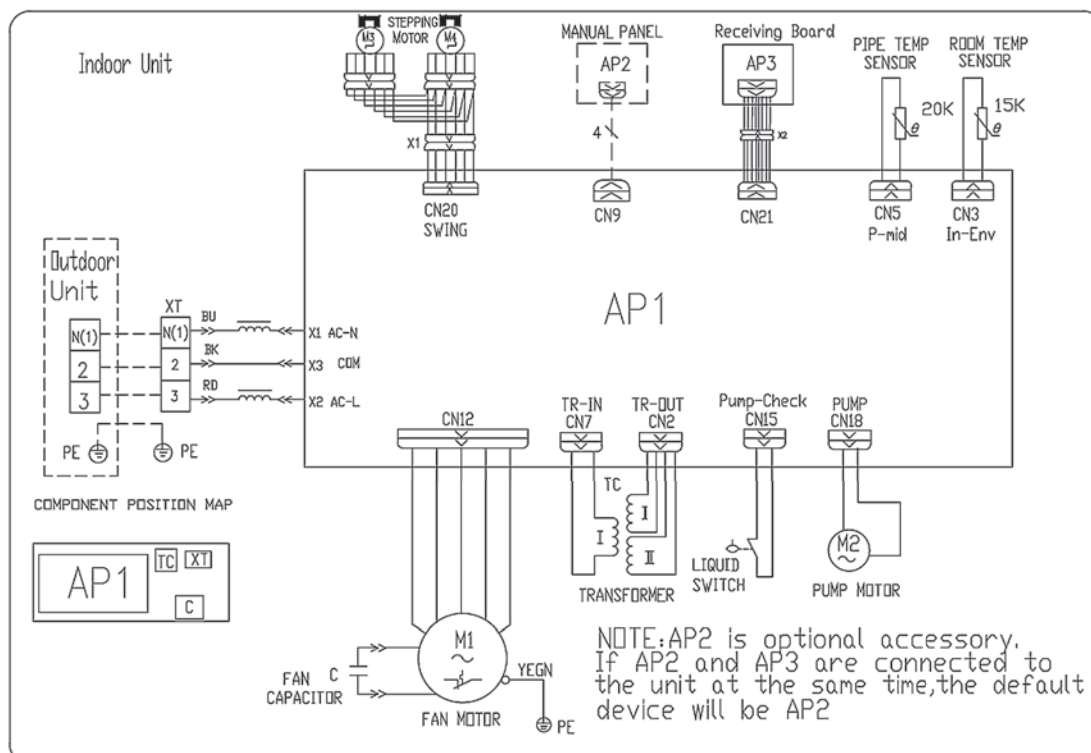 Indoor Unit
M3
STEPPING
MOTOR
M4
MANUAL PANEL
AP2
Receiving Board
AP3
PIPE TEMP
SENSOR
ROOM TEMP
SENSOR
20K
θ
15K
θ
X1
4
X2
CN20
SWING
CN9
CN21
CN5
P-mid
CN3
In-Env
Outdoor
Unit
XT
AP1
N(1)
N(1)
BU
X1 AC-N
2
2
BK
X3 COM
3
3
RD
X2 AC-L
PE
PE
CN12
TR-IN
CN7
TR-OUT
CN2
Pump-Check
CN15
PUMP
CN18
COMPONENT POSITION MAP
AP1
TC
XT
C
TC
I
I
II
TRANSFORMER
LIQUID
SWITCH
M2
PUMP MOTOR
M1
C
FAN
CAPACITOR
FAN MOTOR
YEGN
PE
NOTE:AP2 is optional accessory.
If AP2 and AP3 are connected to
the unit at the same time,the default
device will be AP2